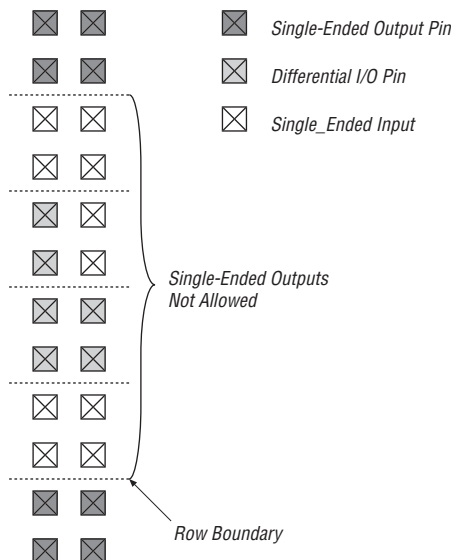 Single-Ended Output Pin
Differential I/O Pin
Single_Ended Input
Single-Ended Outputs
Not Allowed
Row Boundary